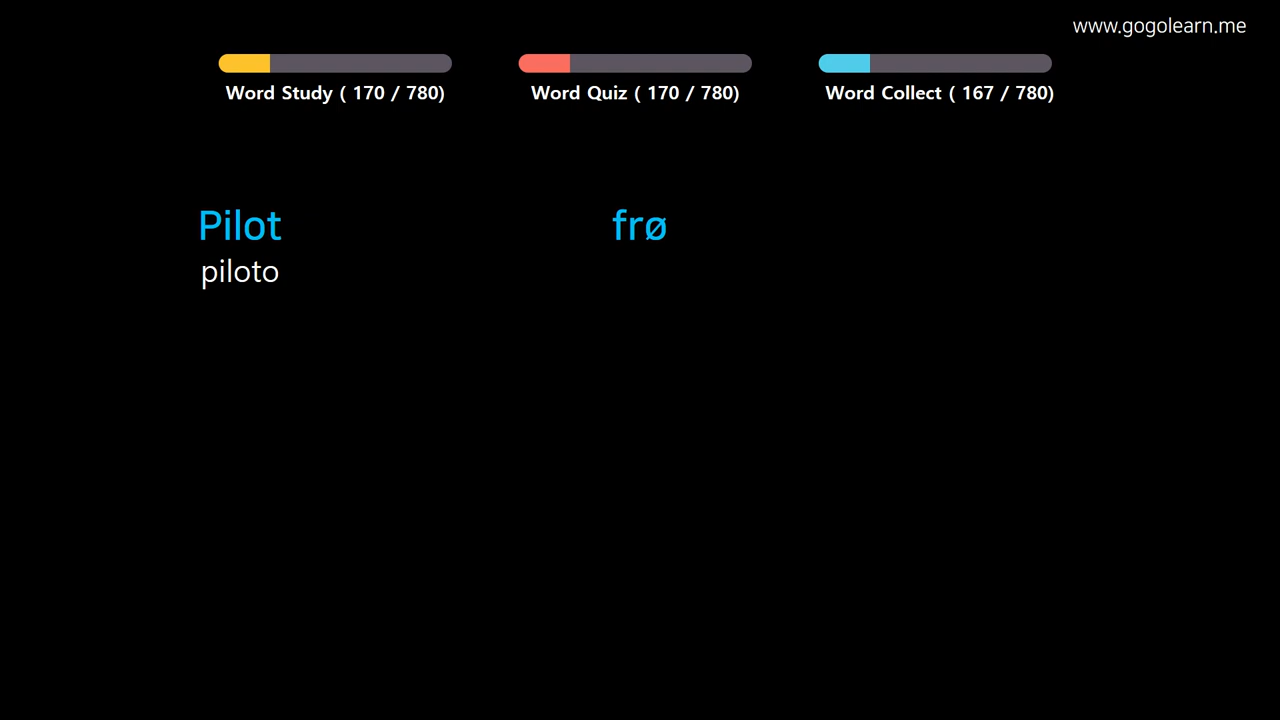 www.gogolearn.me
Word Study ( 170 / 780)
Word Quiz ( 170 / 780)
Word Collect ( 167 / 780)
Pilot
piloto
frø